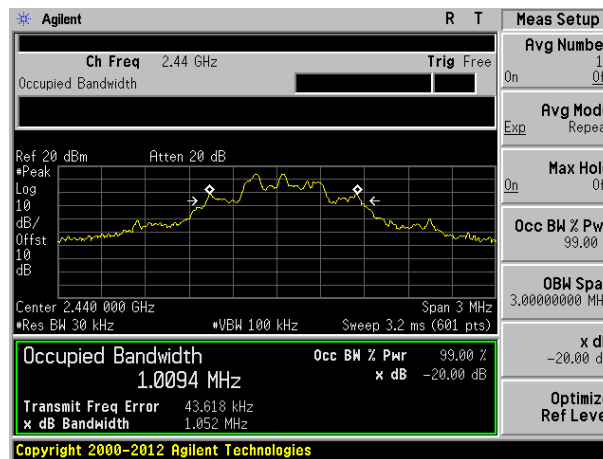 Agilent R T
Ch Freq 2.44 GHz Trig Free
Occupied Bandwidth
Ref 20 dBm Atten 20 dB
#Peak
Log
10
dB/
Offst
10
dB
Center 2.440 000 GHz Span 3 MHz
#Res BW 30 kHz #VBW 100 kHz Sweep 3.2 ms (601 pts)
Occupied Bandwidth Occ BW % Pwr 99.00 %
1.0094 MHz x dB -20.00 dB
Transmit Freq Error 43.618 kHz
x dB Bandwidth 1.052 MHz
Copyright 2000-2012 Agilent Technologies
Meas Setup
Avg Numbe
1
On Of
Avg Mod
Exp Repea
Max Hol
On Of
Occ BW % Pw
99.00
OBW Spa
3.00000000 MH
x d
-20.00 d
Optimiz
Ref Leve